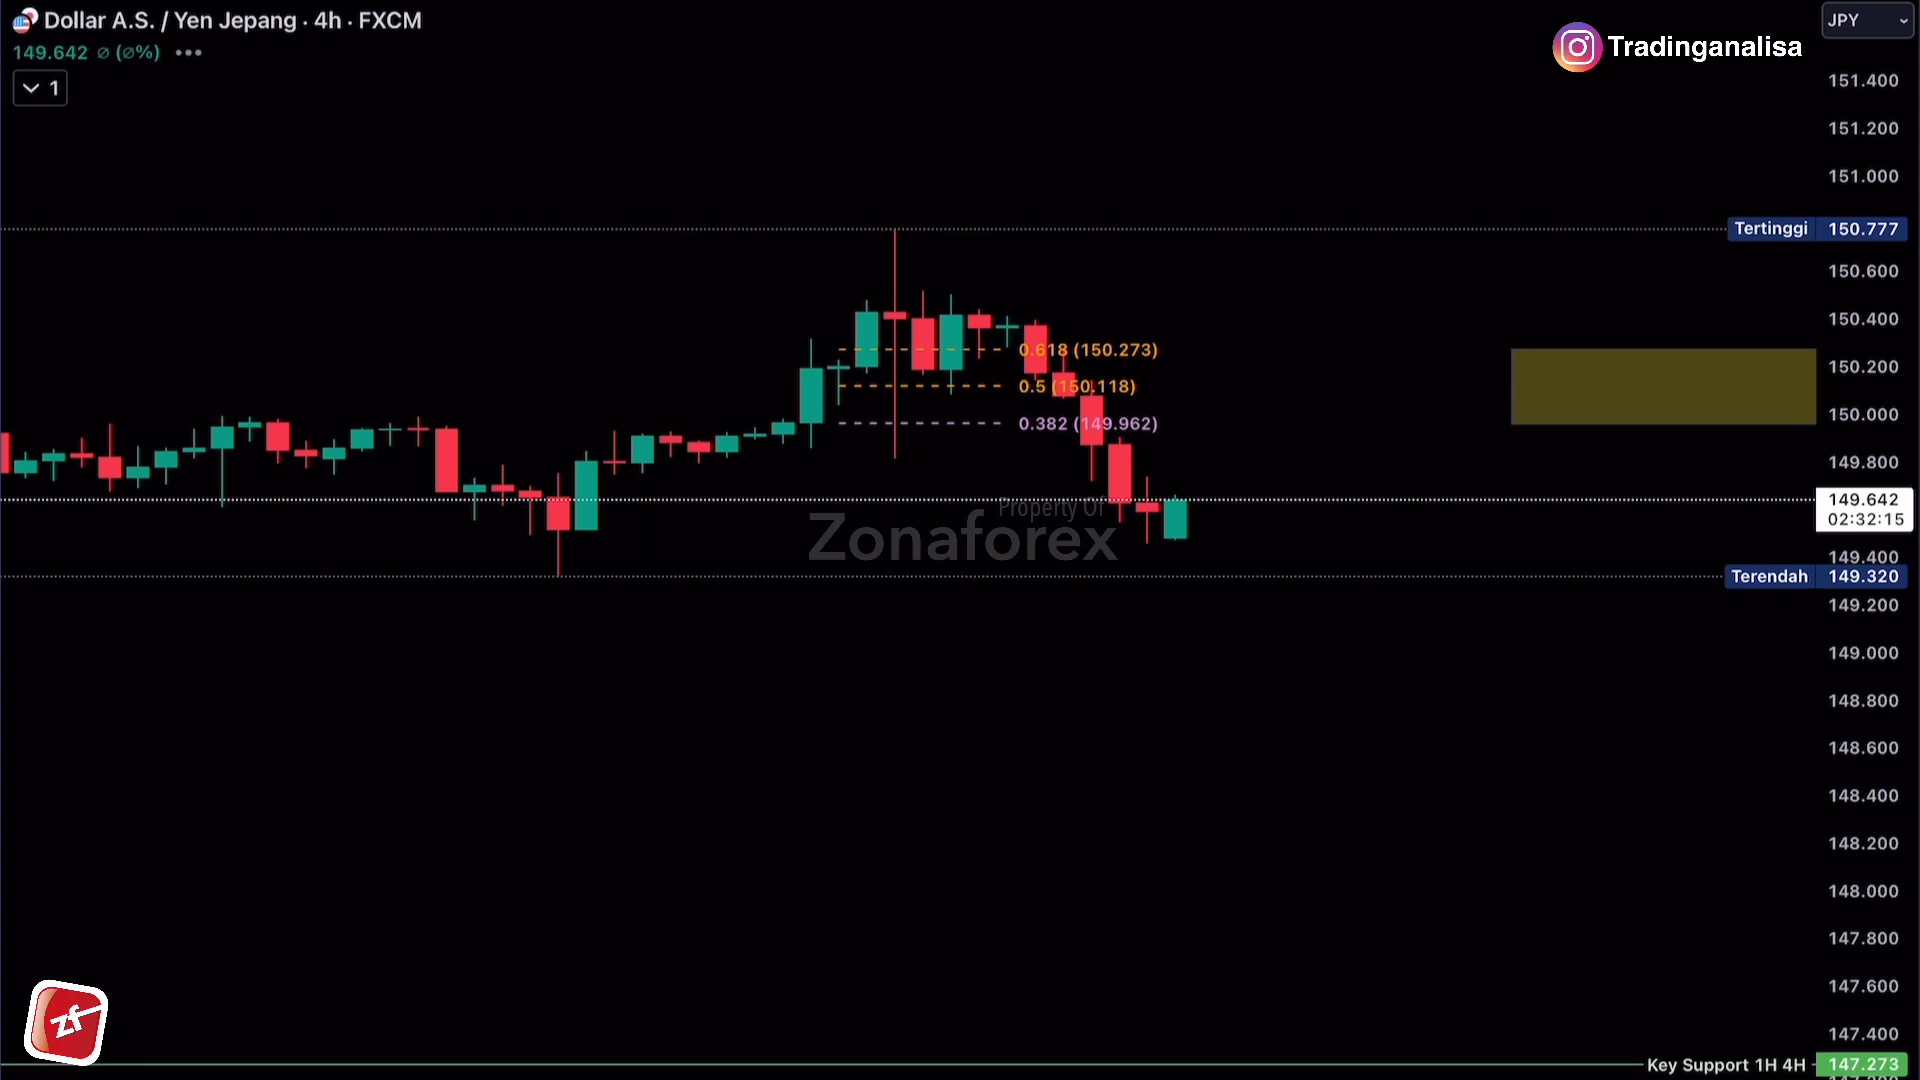 Dollar A.S. / Yen Jepang · 4h · FXCM
149.642 ∅ (∅%) •••
1
Tradinganalisa
JPY
151.400
151.200
151.000
Tertinggi 150.777
150.600
150.400
0.618 (150.273)
150.200
0.5 (150.118)
150.000
0.382 (149.962)
149.800
149.642
02:32:15
Property Of
Zonaforex
149.400
Terendah 149.320
149.200
149.000
148.800
148.600
148.400
148.200
148.000
147.800
147.600
zf
147.400
Key Support 1H 4H 147.273